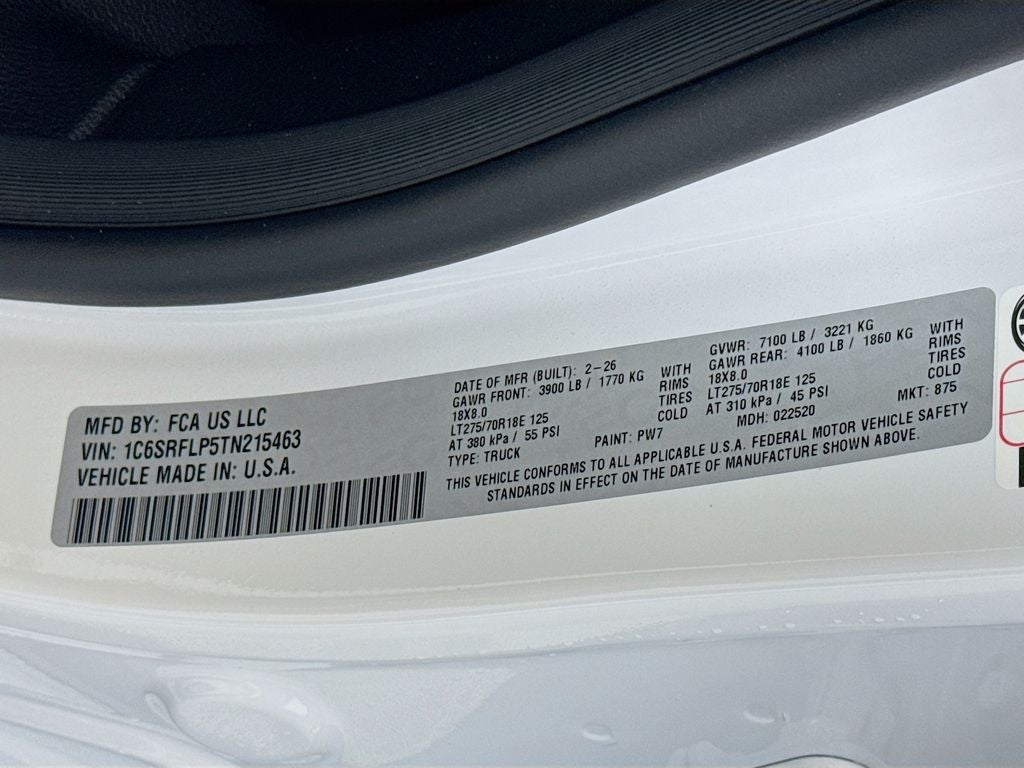 MFD BY: FCA US LLC
VIN: 1C6SRFLP5TN215463
VEHICLE MADE IN: U.S.A.
DATE OF MFR (BUILT): 2-26
GAWR FRONT: 3900 LB / 1770 KG WITH
18X8.0 RIMS
LT275/70R18E 125 TIRES
AT 380 kPa / 55 PSI COLD
TYPE: TRUCK PAINT: PW7
GVWR: 7100 LB / 3221 KG
GAWR REAR: 4100 LB / 1860 KG WITH
18X8.0 RIMS
LT275/70R18E 125 TIRES
AT 310 kPa / 45 PSI COLD
MDH: 022520 MKT: 875
THIS VEHICLE CONFORMS TO ALL APPLICABLE U.S.A. FEDERAL MOTOR VEHICLE SAFETY
STANDARDS IN EFFECT ON THE DATE OF MANUFACTURE SHOWN ABOVE.